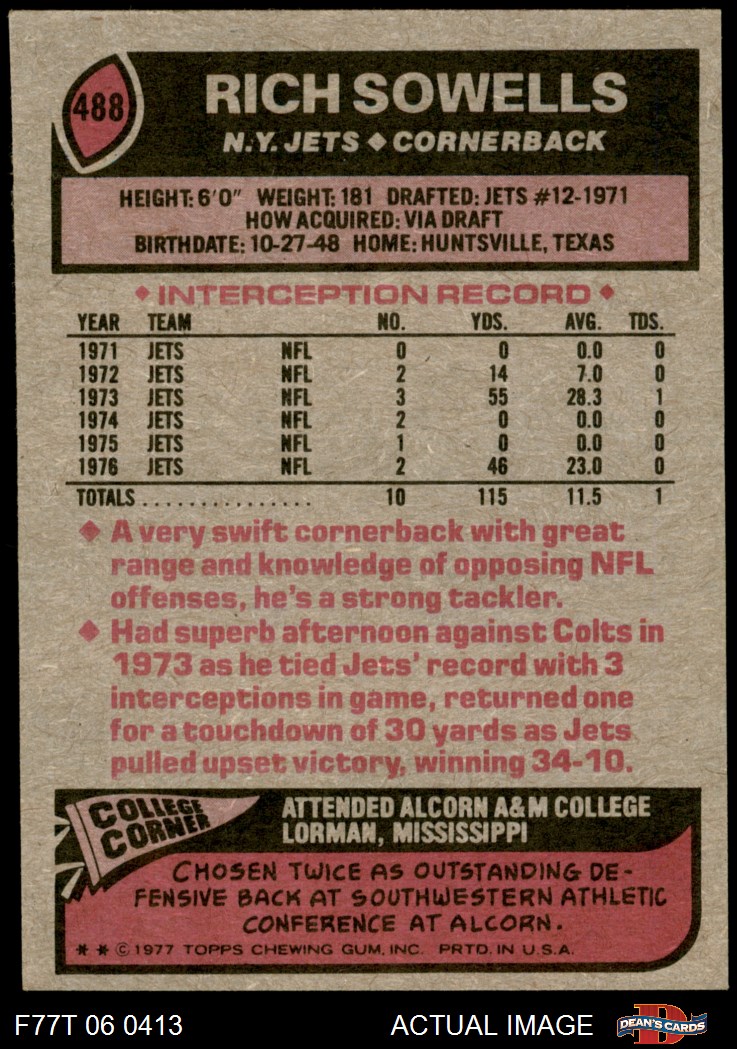 488
RICH SOWELLS
N.Y. JETS ◆ CORNERBACK
HEIGHT: 6'0" WEIGHT: 181 DRAFTED: JETS #12-1971
HOW ACQUIRED: VIA DRAFT
BIRTHDATE: 10-27-48 HOME: HUNTSVILLE, TEXAS
◆ INTERCEPTION RECORD ◆
YEAR TEAM NO. YDS. AVG. TDS.
1971 JETS NFL 0 0 0.0 0
1972 JETS NFL 2 14 7.0 0
1973 JETS NFL 3 55 28.3 1
1974 JETS NFL 2 0 0.0 0
1975 JETS NFL 1 0 0.0 0
1976 JETS NFL 2 46 23.0 0
TOTALS............... 10 115 11.5 1
◆ A very swift cornerback with great
range and knowledge of opposing NFL
offenses, he's a strong tackler.
◆ Had superb afternoon against Colts in
1973 as he tied Jets' record with 3
interceptions in game, returned one
for a touchdown of 30 yards as Jets
pulled upset victory, winning 34-10.
COLLEGE
CORNER
ATTENDED ALCORN A&M COLLEGE
LORMAN, MISSISSIPPI
CHOSEN TWICE AS OUTSTANDING DE-
FENSIVE BACK AT SOUTHWESTERN ATHLETIC
CONFERENCE AT ALCORN.
* * © 1977 TOPPS CHEWING GUM, INC. PRTD. IN U.S.A.
F77T 06 0413 ACTUAL IMAGE
D
DEAN'S CARDS